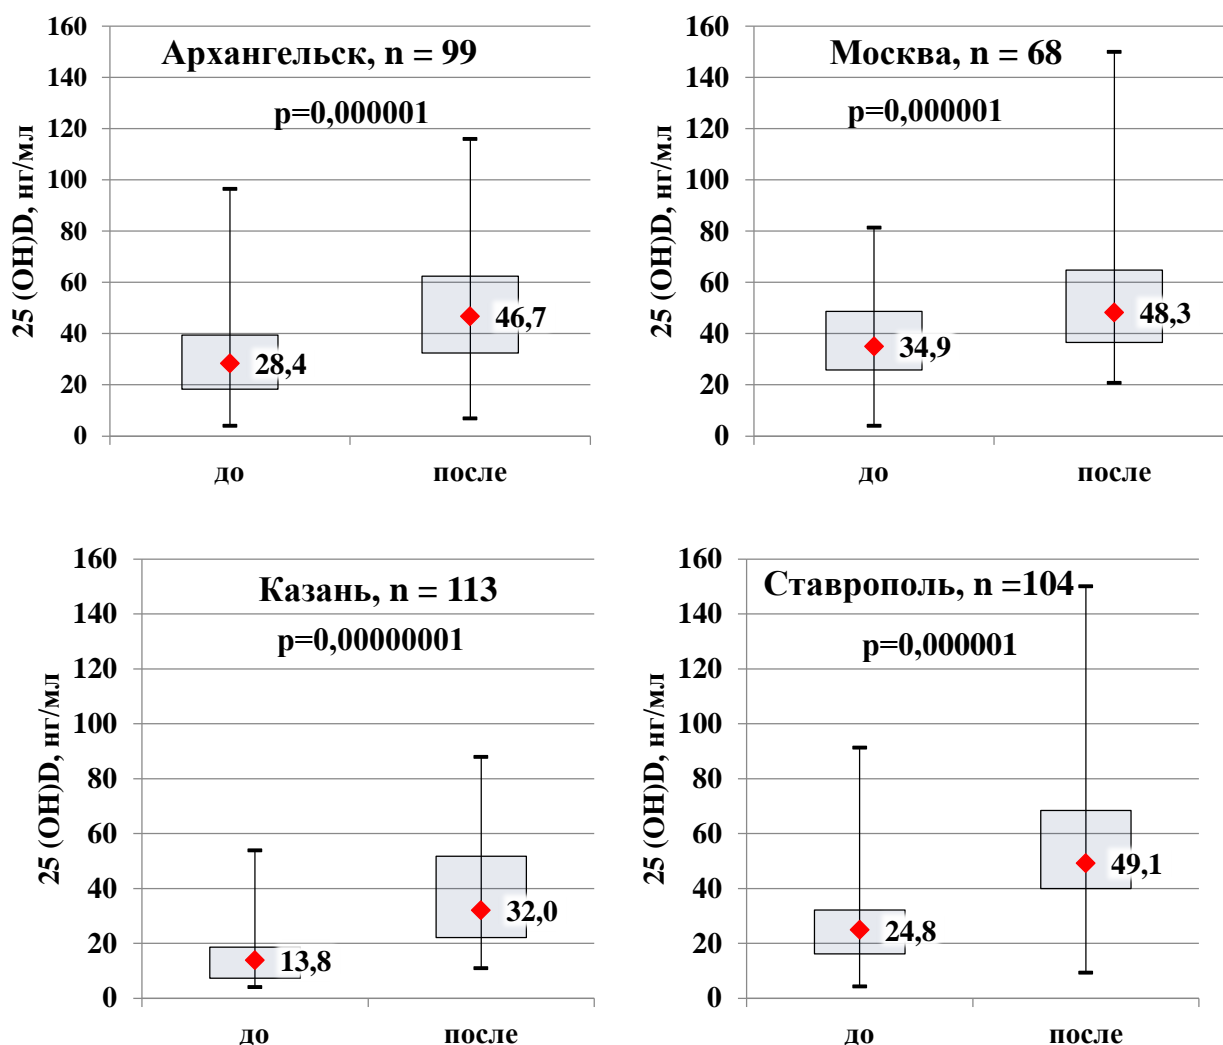 Архангельск, n = 99
p=0,000001
25 (OH)D, нг/мл
160
140
120
100
80
60
40
20
0
28,4
46,7
до
после
Москва, n = 68
p=0,000001
25 (OH)D, нг/мл
160
140
120
100
80
60
40
20
0
34,9
48,3
до
после
Казань, n = 113
p=0,00000001
25 (OH)D, нг/мл
160
140
120
100
80
60
40
20
0
13,8
32,0
до
после
Ставрополь, n =104
p=0,000001
25 (OH)D, нг/мл
160
140
120
100
80
60
40
20
0
24,8
49,1
до
после